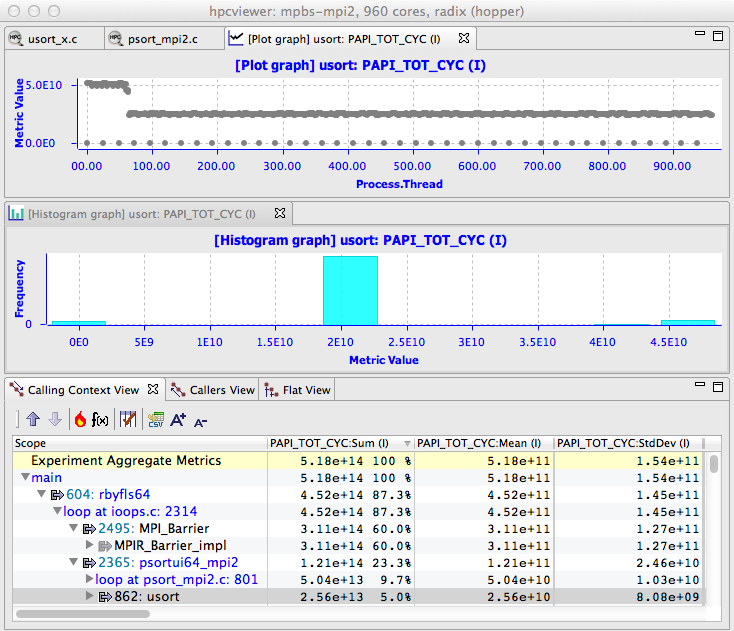 hpcviewer: mpbs-mpi2, 960 cores, radix (hopper)
usort_x.c psort_mpi2.c [Plot graph] usort: PAPI_TOT_CYC (I)
[Plot graph] usort: PAPI_TOT_CYC (I)
Metric Value
5.0E10
0.0E0
00.00 100.00 200.00 300.00 400.00 500.00 600.00 700.00 800.00 900.00
Process.Thread
[Histogram graph] usort: PAPI_TOT_CYC (I)
[Histogram graph] usort: PAPI_TOT_CYC (I)
Frequency
0
0E0 5E9 1E10 1.5E10 2E10 2.5E10 3E10 3.5E10 4E10 4.5E10
Metric Value
Calling Context View Callers View Flat View
f(x) CSV A+ A-
Scope PAPI_TOT_CYC:Sum (I) PAPI_TOT_CYC:Mean (I) PAPI_TOT_CYC:StdDev (I)
Experiment Aggregate Metrics 5.18e+14 100 % 5.18e+11 1.54e+11
main 5.18e+14 100 % 5.18e+11 1.54e+11
604: rbyfls64 4.52e+14 87.3% 4.52e+11 1.45e+11
loop at ioops.c: 2314 4.52e+14 87.3% 4.52e+11 1.45e+11
2495: MPI_Barrier 3.11e+14 60.0% 3.11e+11 1.27e+11
MPIR_Barrier_impl 3.11e+14 60.0% 3.11e+11 1.27e+11
2365: psortui64_mpi2 1.21e+14 23.3% 1.21e+11 2.46e+10
loop at psort_mpi2.c: 801 5.04e+13 9.7% 5.04e+10 1.03e+10
862: usort 2.56e+13 5.0% 2.56e+10 8.08e+09